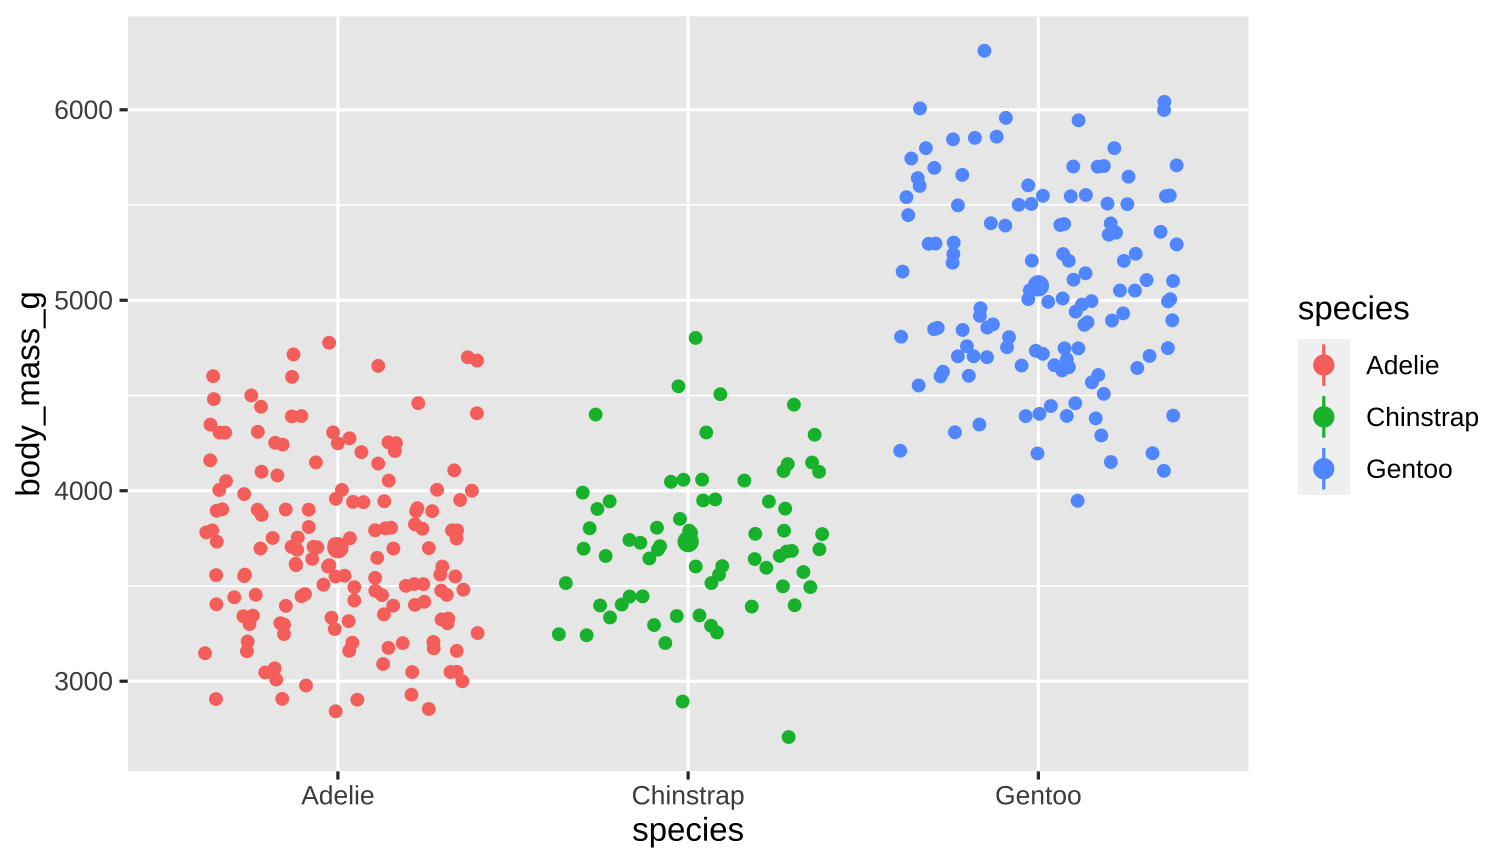 body_mass_g
6000
5000
4000
3000
Adelie
Chinstrap
Gentoo
species
species
Adelie
Chinstrap
Gentoo